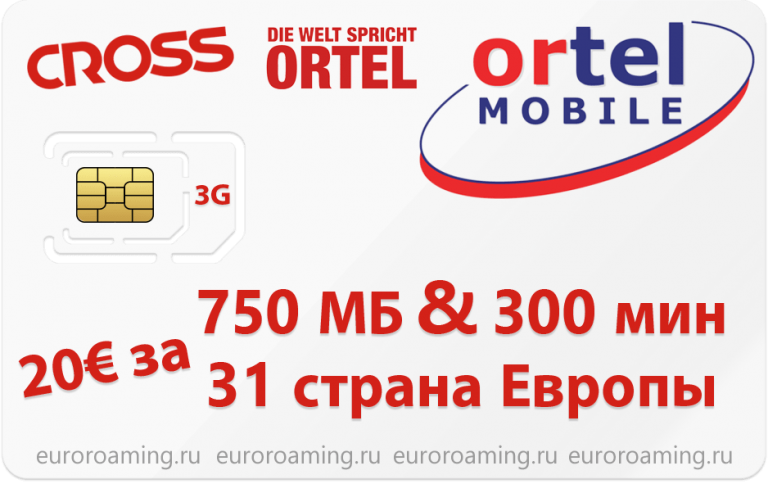 CROSS
DIE WELT SPRICHT
ORTEL
ortel
MOBILE
3G
20€ за
750 МБ & 300 мин
31 страна Европы
euroroaming.ru euroroaming.ru euroroaming.ru euroroaming.ru